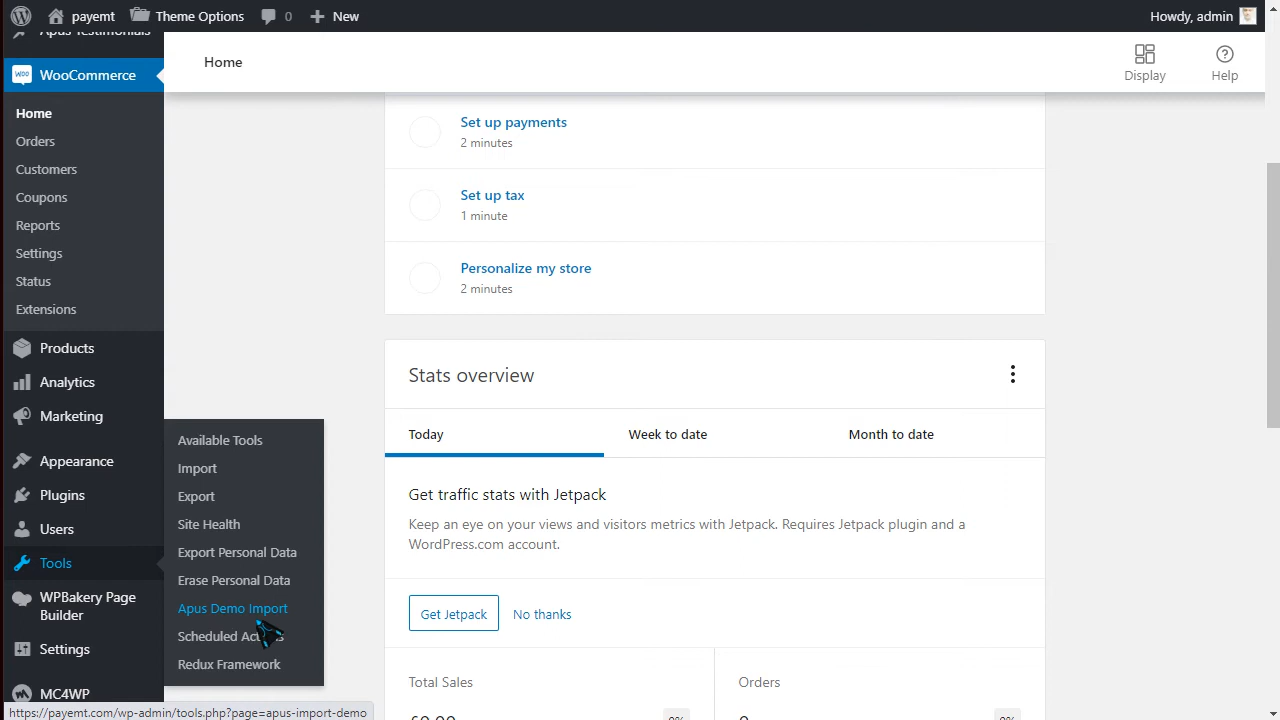 payemt
Theme Options
0
New
Howdy, admin
Apus Testimonials
WooCommerce
Home
Orders
Customers
Coupons
Reports
Settings
Status
Extensions
Products
Analytics
Marketing
Appearance
Plugins
Users
Tools
WPBakery Page
Builder
Settings
MC4WP
Available Tools
Import
Export
Site Health
Export Personal Data
Erase Personal Data
Apus Demo Import
Scheduled
Redux Framework
Home
Display
Help
Set up payments
2 minutes
Set up tax
1 minute
Personalize my store
2 minutes
Stats overview
Today
Week to date
Month to date
Get traffic stats with Jetpack
Keep an eye on your views and visitors metrics with Jetpack. Requires Jetpack plugin and a
WordPress.com account.
Get Jetpack
No thanks
Total Sales
Orders
https://payemt.com/wp-admin/tools.php?page=apus-import-demo